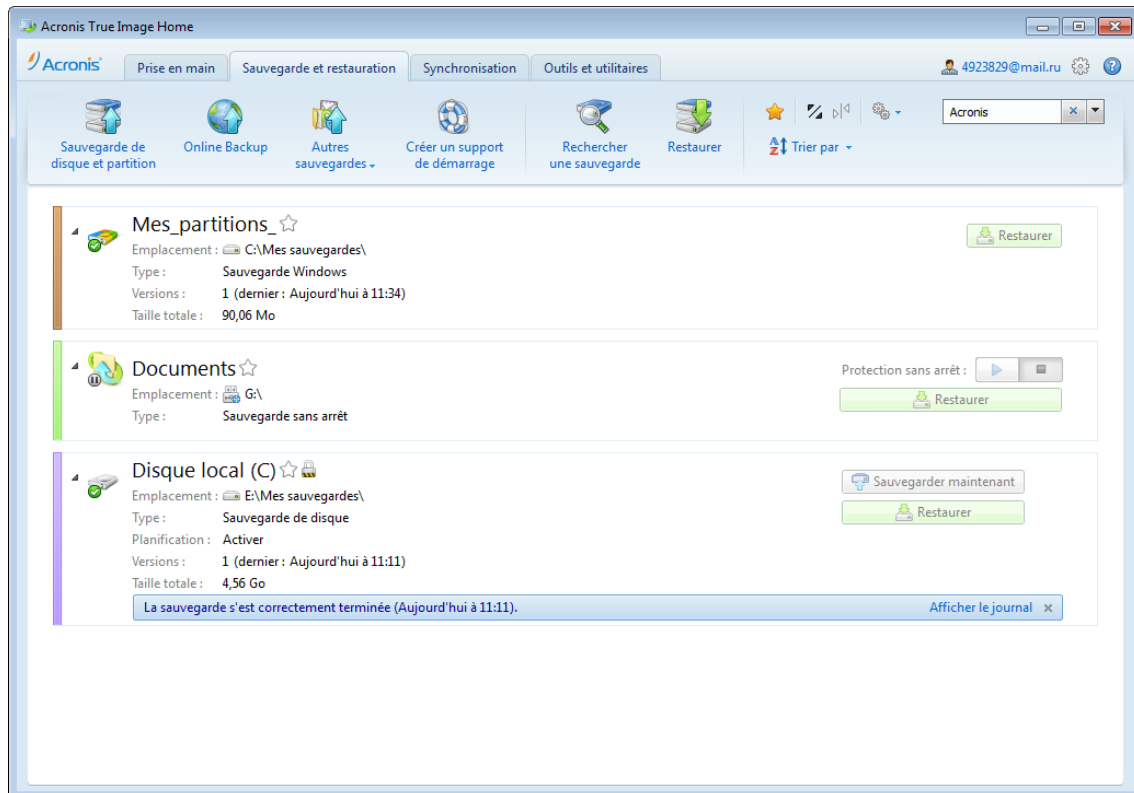 Acronis True Image Home
Acronis
Prise en main
Sauvegarde et restauration
Synchronisation
Outils et utilitaires
4923829@mail.ru
Sauvegarde de
disque et partition
Online Backup
Autres
sauvegardes
Créer un support
de démarrage
Rechercher
une sauvegarde
Restaurer
Trier par
Acronis
Mes_partitions_
Restaurer
Emplacement : C:\Mes sauvegardes\
Type : Sauvegarde Windows
Versions : 1 (dernier : Aujourd'hui à 11:34)
Taille totale : 90,06 Mo
Documents
Protection sans arrêt :
Emplacement : G:\
Restaurer
Type : Sauvegarde sans arrêt
Disque local (C)
Sauvegarder maintenant
Emplacement : E:\Mes sauvegardes\
Restaurer
Type : Sauvegarde de disque
Planification : Activer
Versions : 1 (dernier : Aujourd'hui à 11:11)
Taille totale : 4,56 Go
La sauvegarde s'est correctement terminée (Aujourd'hui à 11:11). Afficher le journal